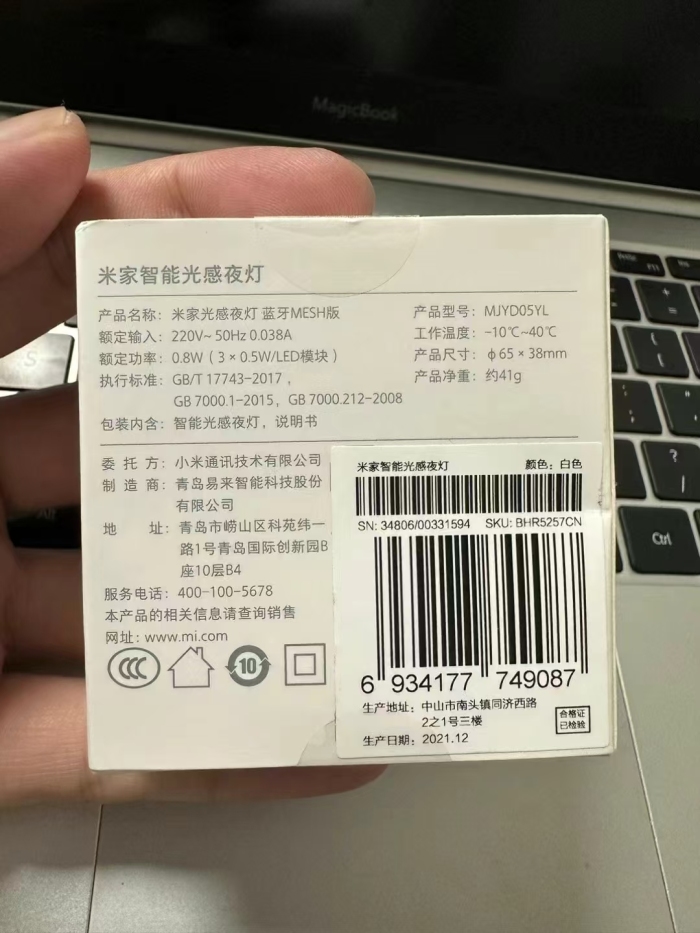 MagicBook
米家智能光感夜灯
产品名称：米家光感夜灯 蓝牙MESH版
产品型号：MJYD05YL
额定输入：220V~ 50Hz 0.038A
工作温度：-10℃~40℃
额定功率：0.8W（3×0.5W/LED模块）
产品尺寸：φ65×38mm
执行标准：GB/T 17743-2017，
产品净重：约41g
GB 7000.1-2015，GB 7000.212-2008
包装内含：智能光感夜灯，说明书
委 托 方：小米通讯技术有限公司
制 造 商：青岛易来智能科技股份
有限公司
地 址：青岛市崂山区科苑纬一
路1号青岛国际创新园B
座10层B4
服务电话：400-100-5678
本产品的相关信息请查询销售
网址：www.mi.com
CCC
10
米家智能光感夜灯 颜色：白色
SN: 34806/00331594 SKU: BHR5257CN
6 934177 749087
生产地址：中山市南头镇同济西路
2之1号三楼
生产日期：2021.12
合格证
已检验
S
Alt
F11
Ctrl